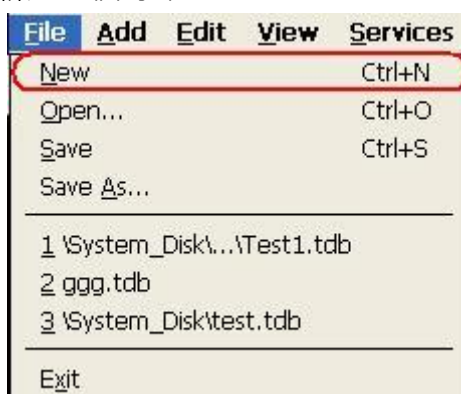 File Add Edit View Services
New Ctrl+N
Open... Ctrl+O
Save Ctrl+S
Save As...
1 \System_Disk\...\Test1.tdb
2 ggg.tdb
3 \System_Disk\test.tdb
Exit